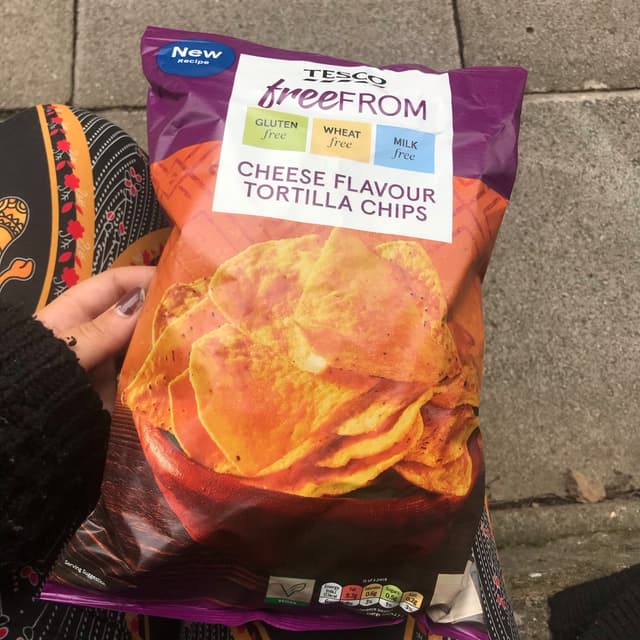 New
Recipe
TESCO
freeFROM
GLUTEN
free
WHEAT
free
MILK
free
CHEESE FLAVOUR
TORTILLA CHIPS
Serving Suggestion